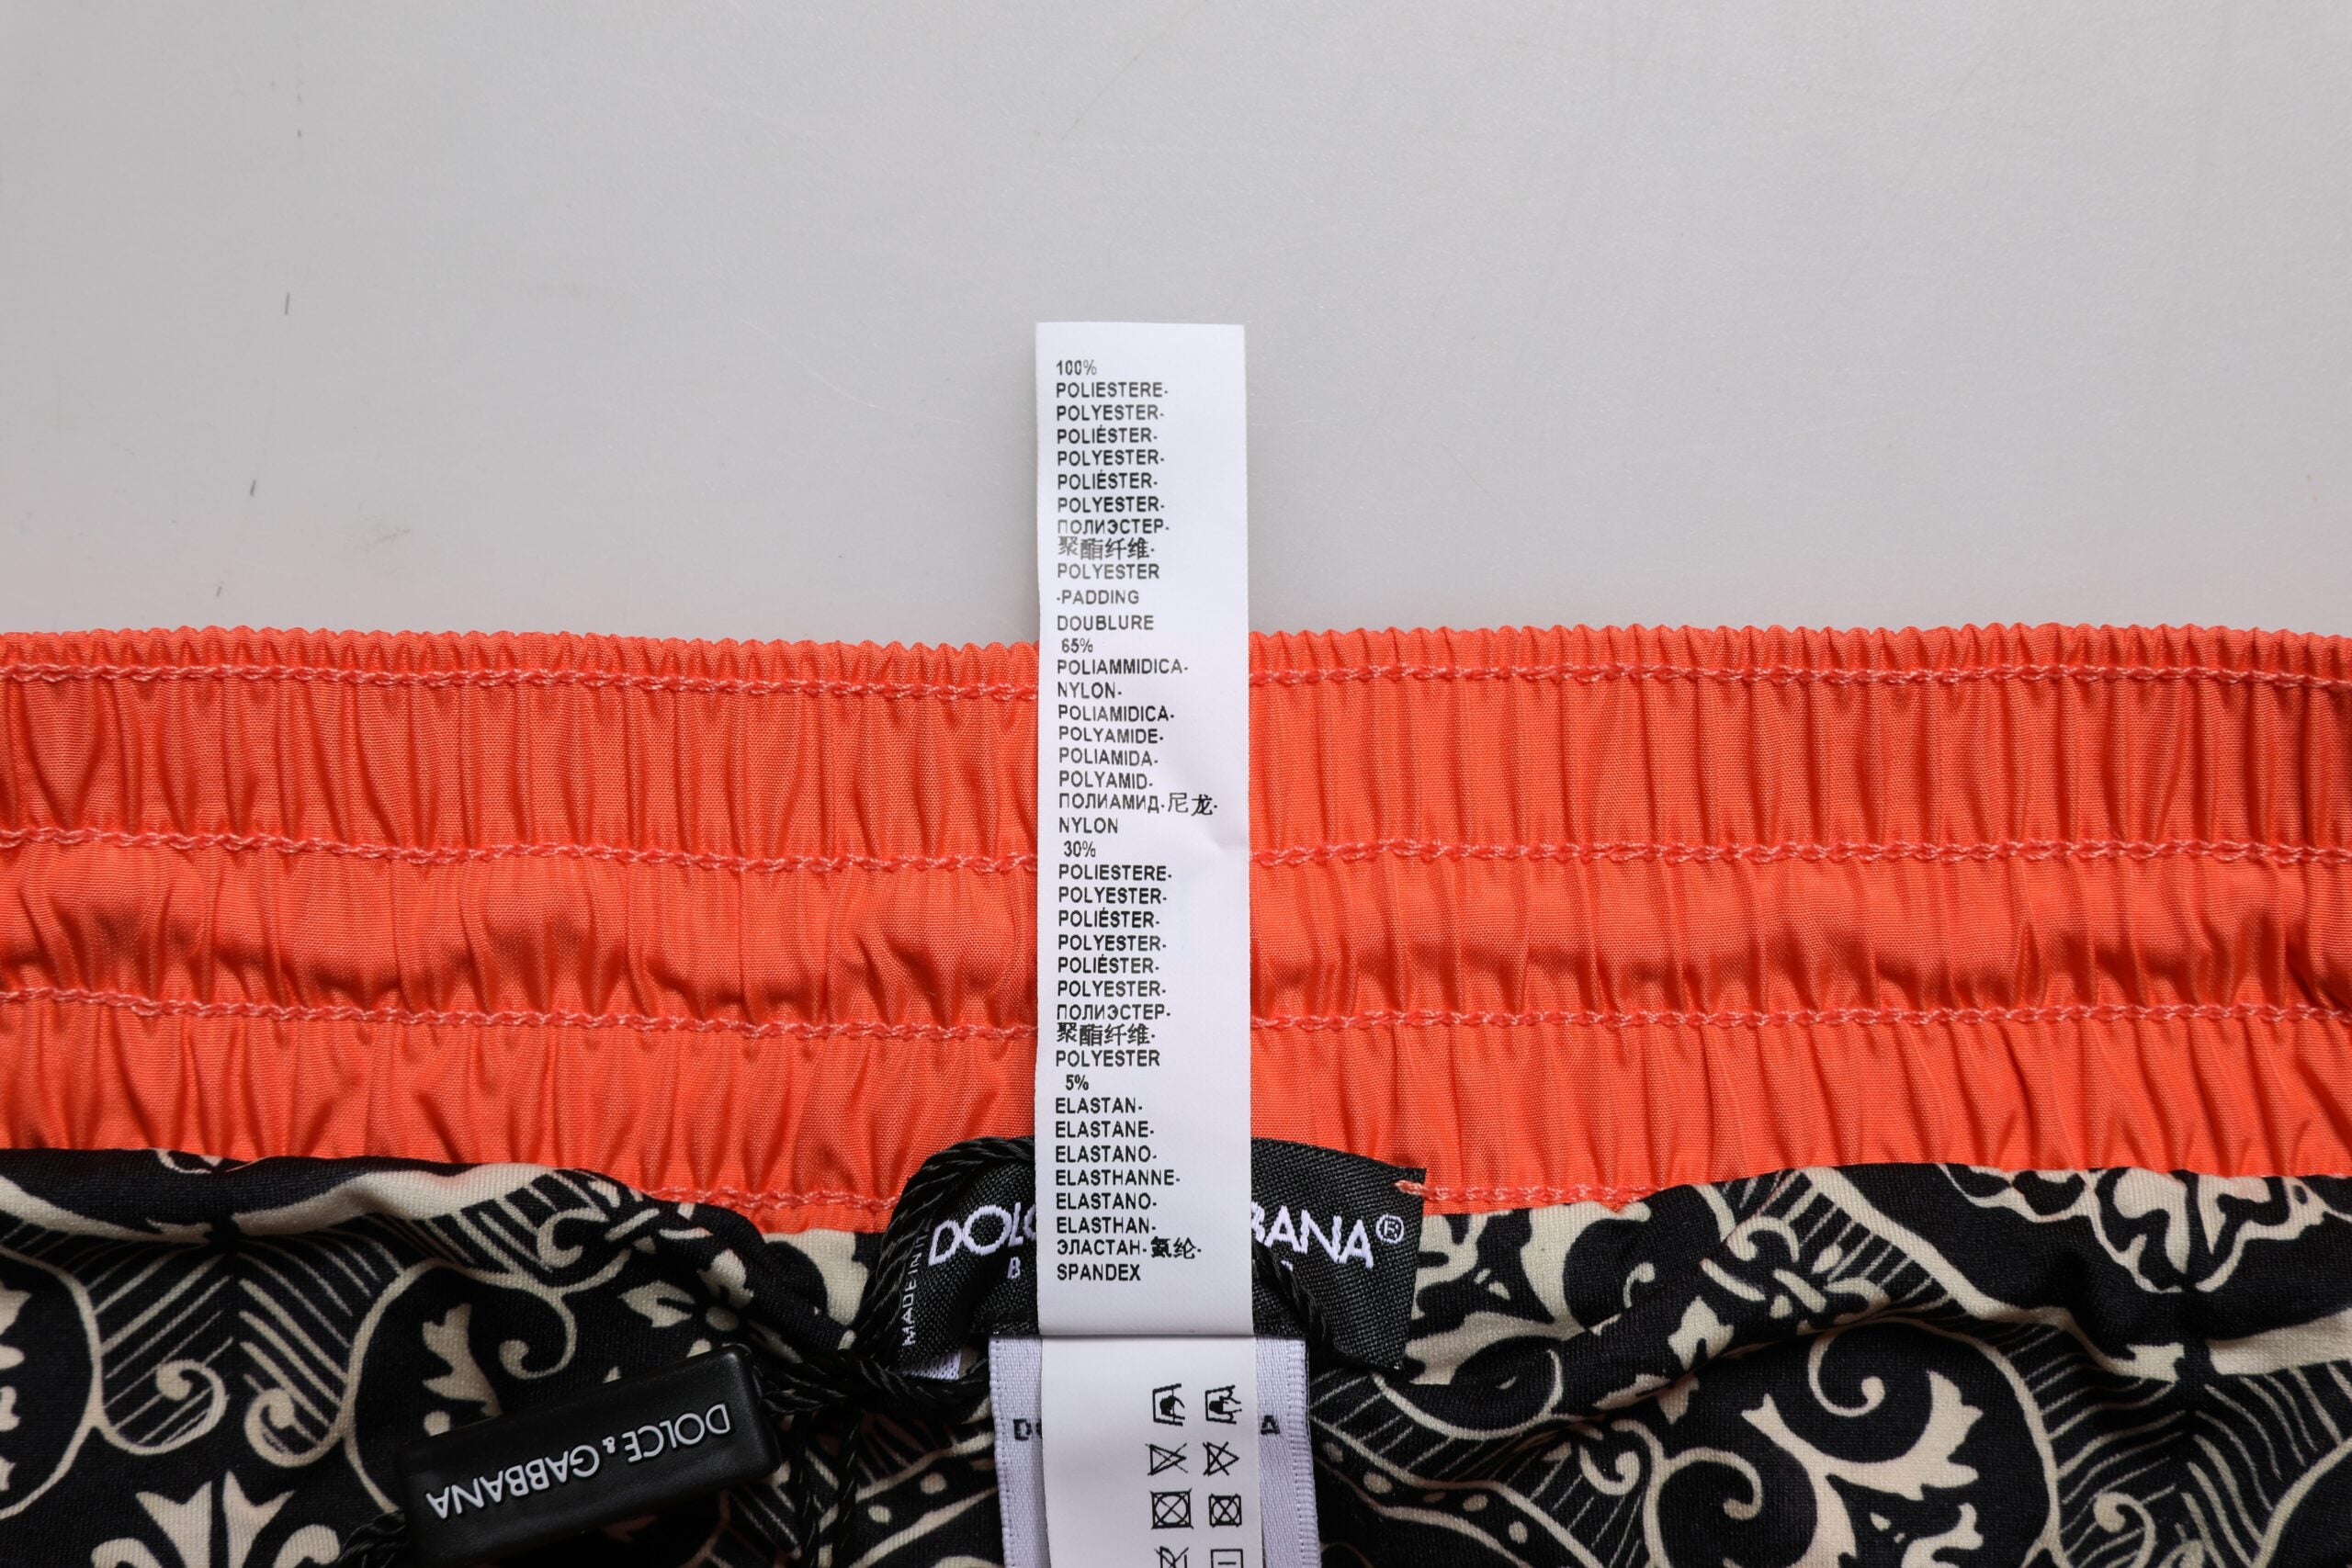 100%
POLIESTERE-
POLYESTER-
POLIÉSTER-
POLYESTER-
POLIÉSTER-
POLYESTER-
ПОЛИЭСТЕР-
聚酯纤维-
POLYESTER
-PADDING
DOUBLURE
65%
POLIAMMIDICA-
NYLON-
POLIAMIDICA-
POLYAMIDE-
POLIAMIDA-
POLYAMID-
ПОЛИАМИД-尼龙-
NYLON
30%
POLIESTERE-
POLYESTER-
POLIÉSTER-
POLYESTER-
POLIÉSTER-
POLYESTER-
ПОЛИЭСТЕР-
聚酯纤维-
POLYESTER
5%
ELASTAN-
ELASTANE-
ELASTANO-
ELASTHANNE-
ELASTANO-
ELASTHAN-
ЭЛАСТАН-氨纶-
SPANDEX
MADE IN
DOLCE & GABBANA